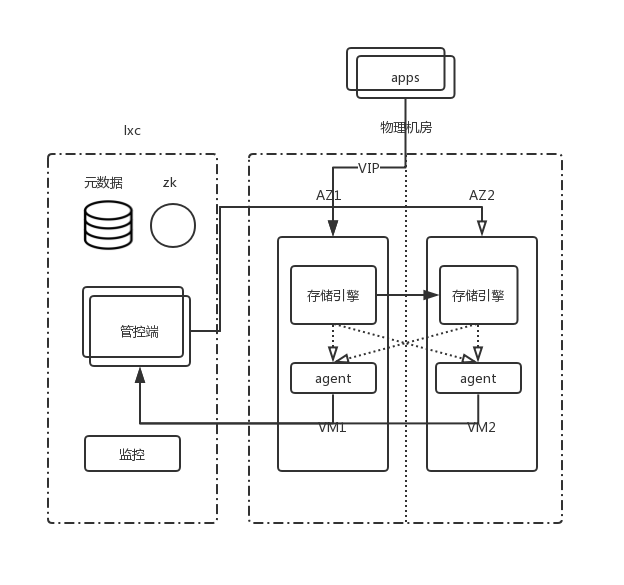 apps
物理机房
lxc
VIP
元数据
zk
AZ1
AZ2
存储引擎
存储引擎
管控端
agent
agent
VM1
VM2
监控